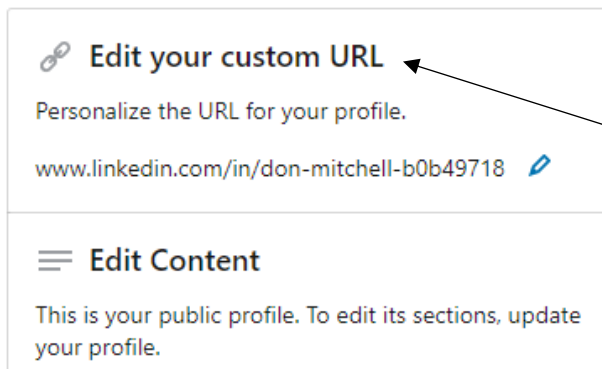 Edit your custom URL
Personalize the URL for your profile.
www.linkedin.com/in/don-mitchell-b0b49718
Edit Content
This is your public profile. To edit its sections, update
your profile.